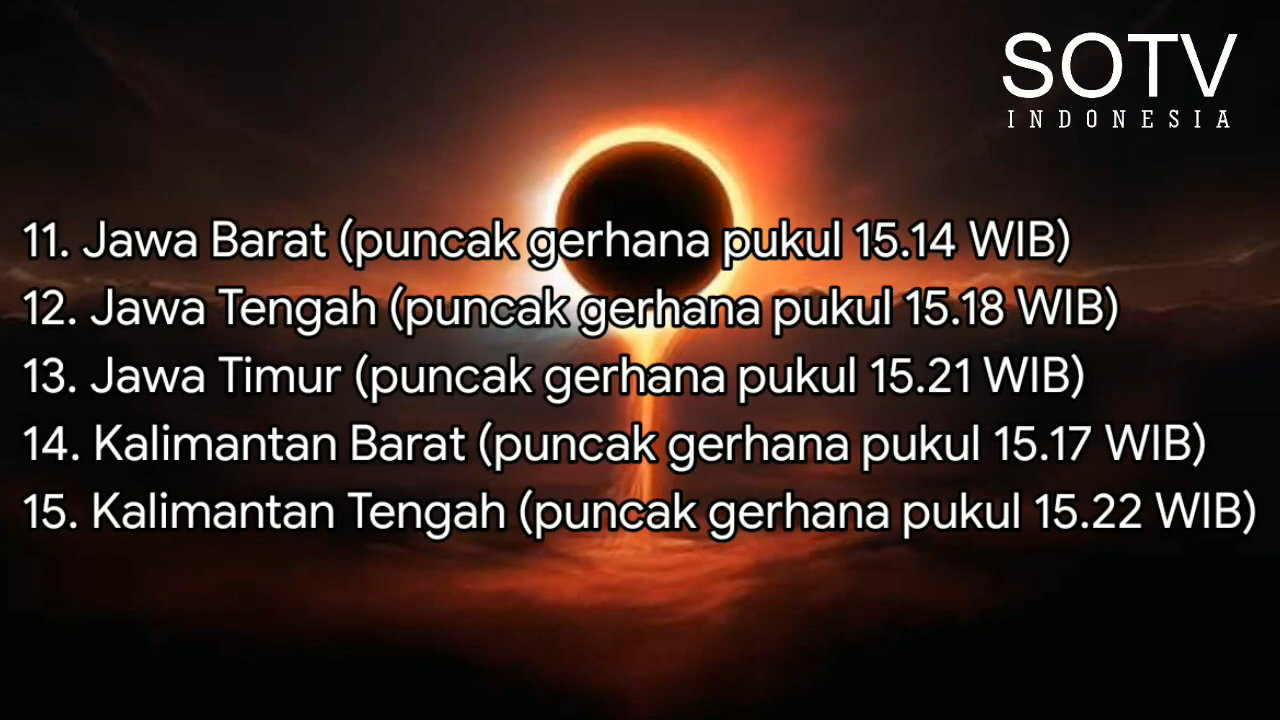 SOTV
INDONESIA
11. Jawa Barat (puncak gerhana pukul 15.14 WIB)
12. Jawa Tengah (puncak gerhana pukul 15.18 WIB)
13. Jawa Timur (puncak gerhana pukul 15.21 WIB)
14. Kalimantan Barat (puncak gerhana pukul 15.17 WIB)
15. Kalimantan Tengah (puncak gerhana pukul 15.22 WIB)